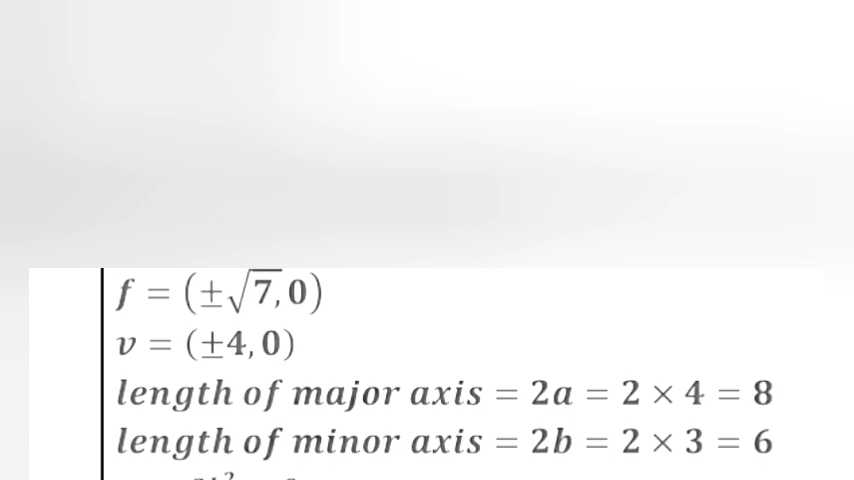 f = (±√7, 0)
v = (±4, 0)
length of major axis = 2a = 2 × 4 = 8
length of minor axis = 2b = 2 × 3 = 6